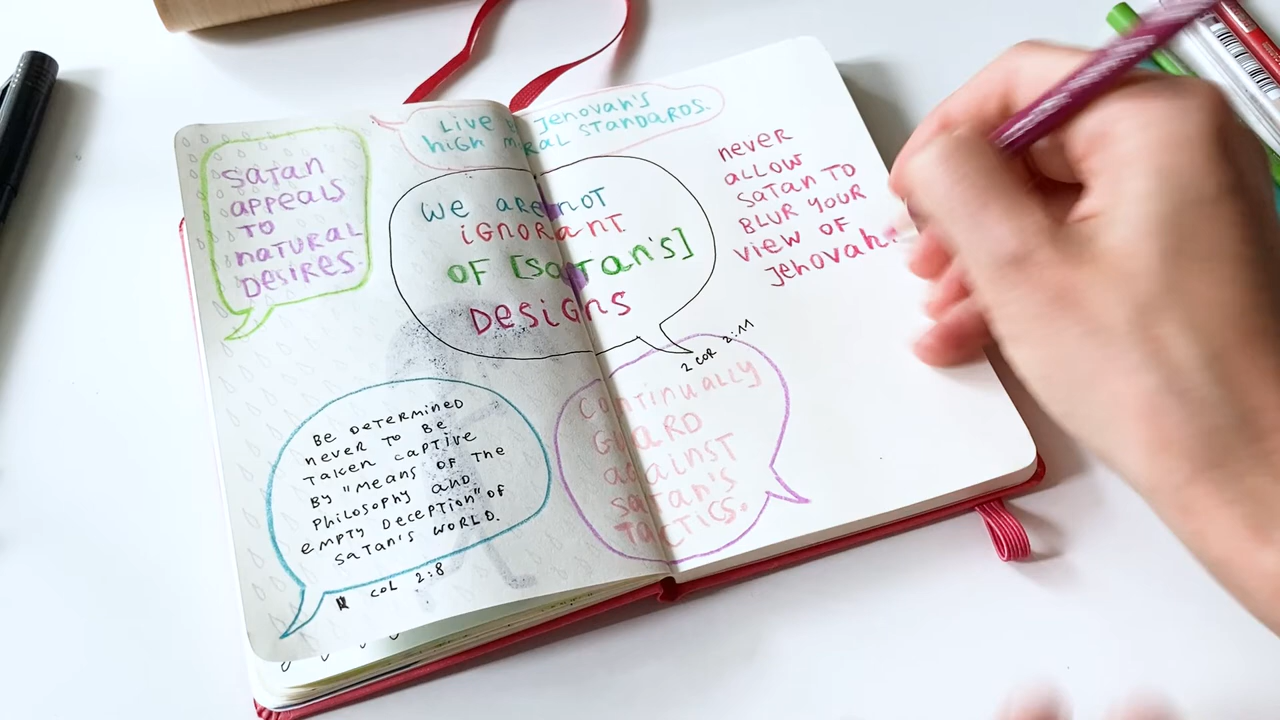 Live by Jehovah's
high moral standards.
satan
appeals
to
natural
desires.
we are not
ignorant
of [satan's]
designs
2 cor 2:11
never
allow
satan to
blur your
view of
Jehovah.
Be determined
never to be
taken captive
by "means of the
philosophy and
empty deception" of
satan's world.
col 2:8
continually
guard
against
satan's
tactics.